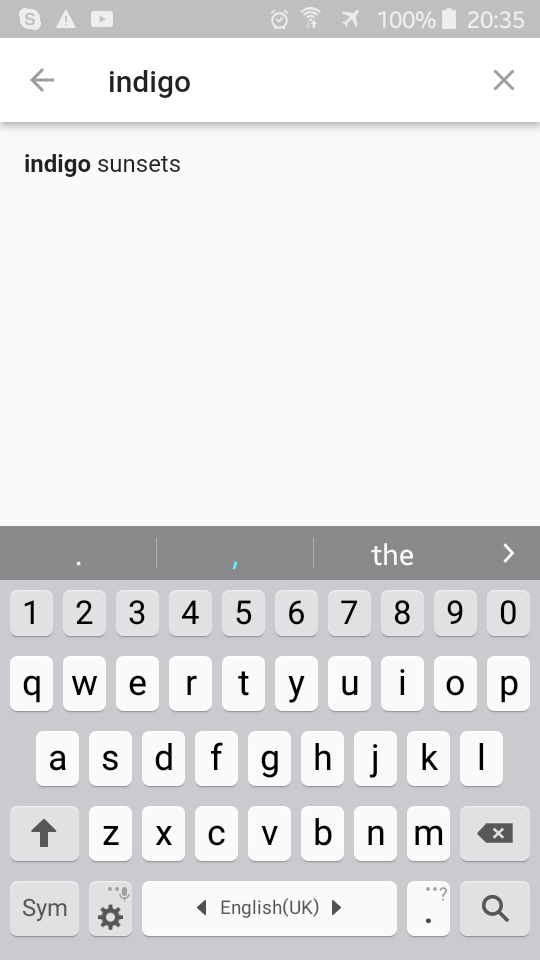 100% 20:35
indigo
indigo sunsets
. , the
1 2 3 4 5 6 7 8 9 0
q w e r t y u i o p
a s d f g h j k l
z x c v b n m
Sym English(UK) . ...?